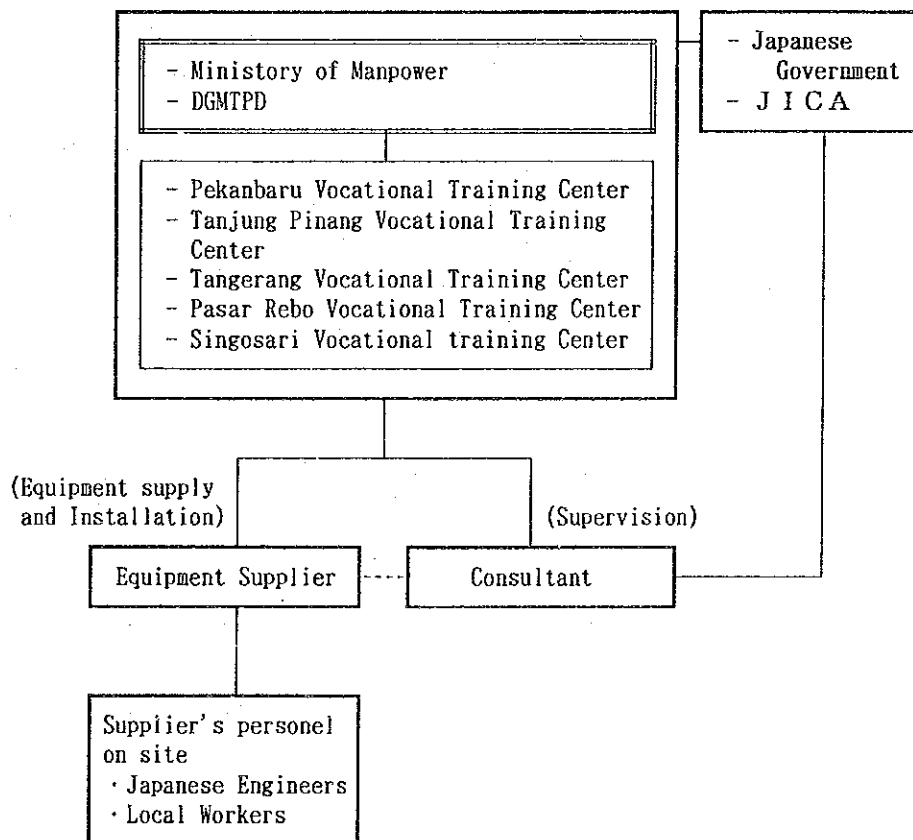 - Ministory of Manpower
- DGMTPD
- Japanese
Government
- JICA
- Pekanbaru Vocational Training Center
- Tanjung Pinang Vocational Training
Center
- Tangerang Vocational Training Center
- Pasar Rebo Vocational Training Center
- Singosari Vocational training Center
(Equipment supply
and Installation)
(Supervision)
Equipment Supplier
Consultant
Supplier's personel
on site
・Japanese Engineers
・Local Workers